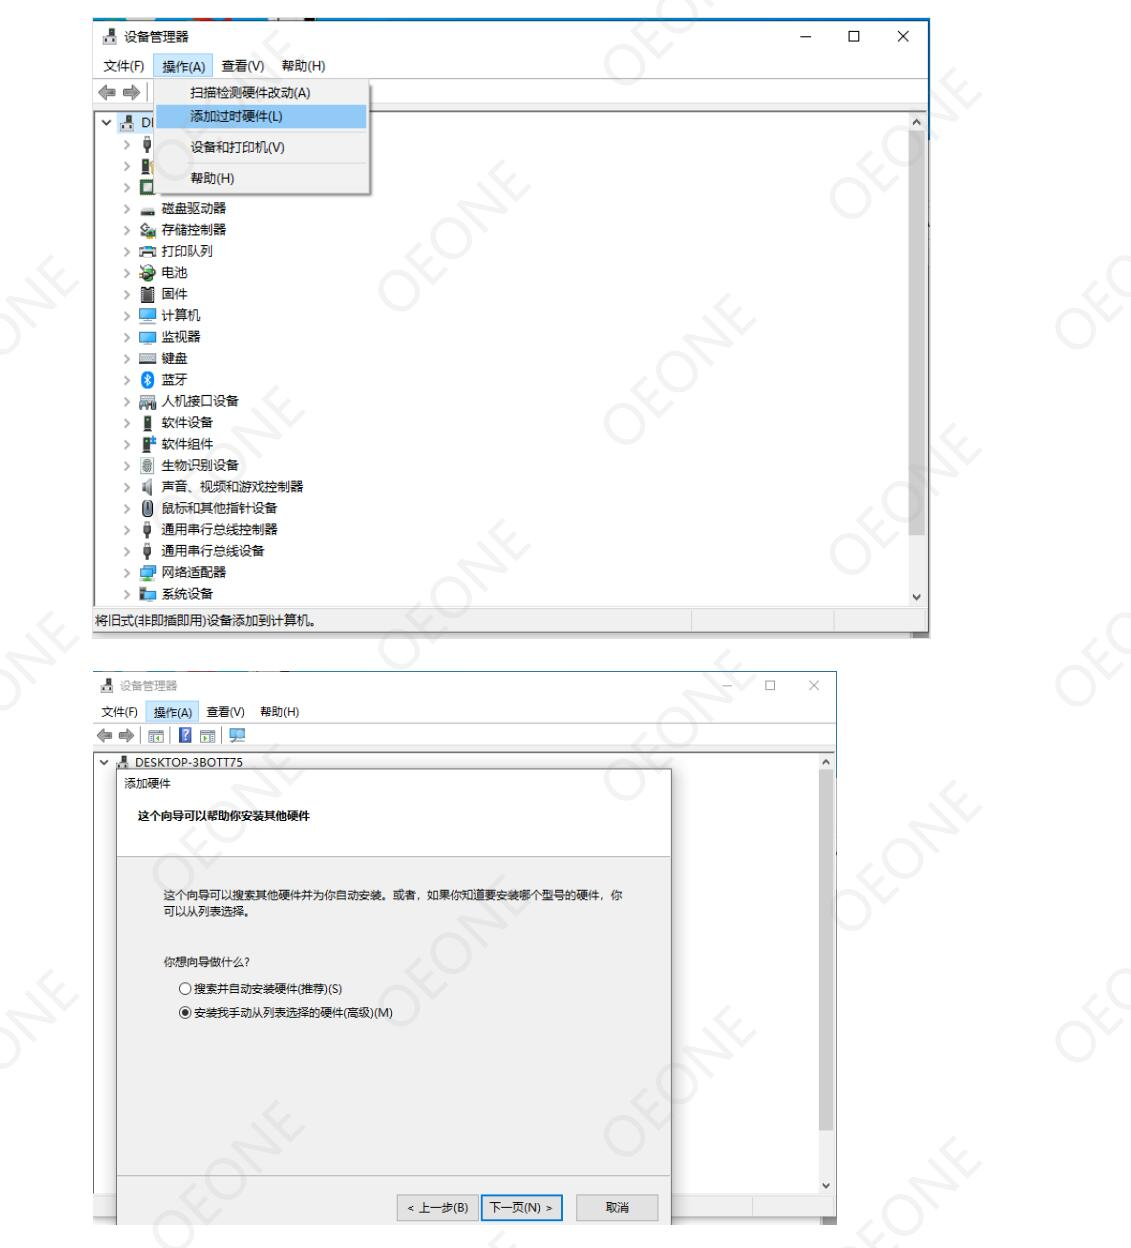 设备管理器
文件(F) 操作(A) 查看(V) 帮助(H)
扫描检测硬件改动(A)
添加过时硬件(L)
设备和打印机(V)
帮助(H)
磁盘驱动器
存储控制器
打印队列
电池
固件
计算机
监视器
键盘
蓝牙
人机接口设备
软件设备
软件组件
生物识别设备
声音、视频和游戏控制器
鼠标和其他指针设备
通用串行总线控制器
通用串行总线设备
网络适配器
系统设备
将旧式(非即插即用)设备添加到计算机。
设备管理器
文件(F) 操作(A) 查看(V) 帮助(H)
DESKTOP-3BOTT75
添加硬件
这个向导可以帮助你安装其他硬件
这个向导可以搜索其他硬件并为你自动安装。或者，如果你知道要安装哪个型号的硬件，你
可以从列表选择。
你想向导做什么?
搜索并自动安装硬件(推荐)(S)
安装我手动从列表选择的硬件(高级)(M)
< 上一步(B) 下一页(N) > 取消
OEONE